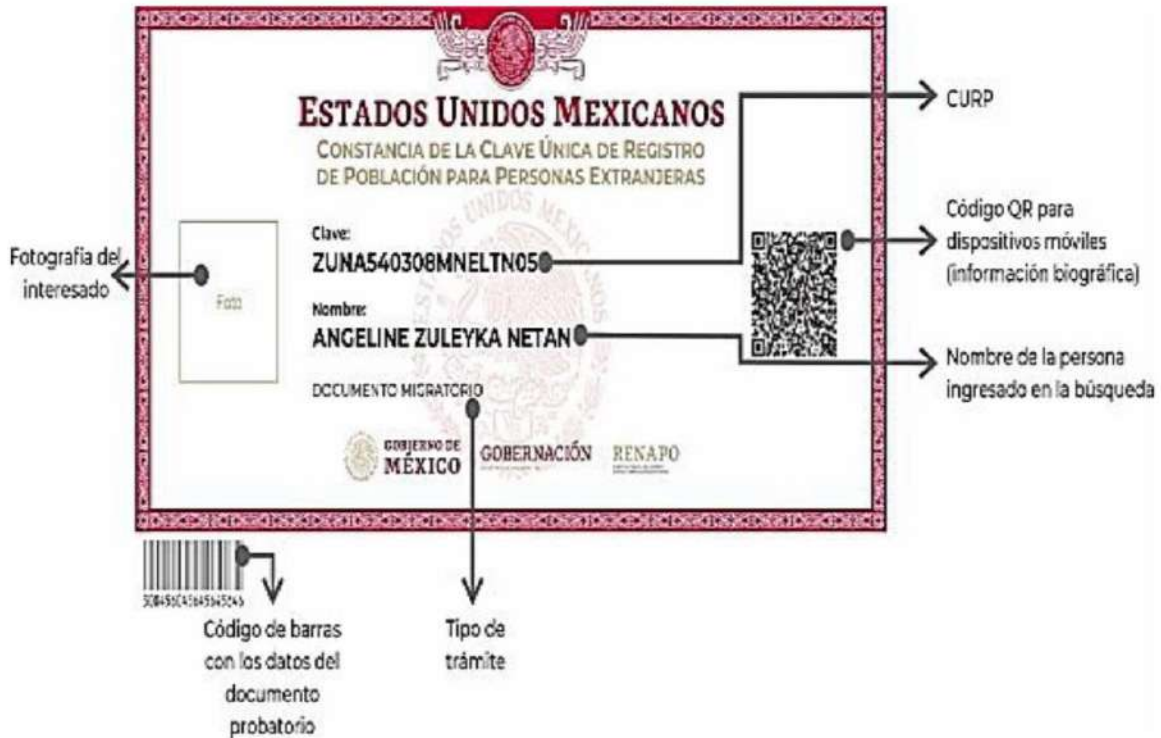 ESTADOS UNIDOS MEXICANOS
CONSTANCIA DE LA CLAVE ÚNICA DE REGISTRO
DE POBLACIÓN PARA PERSONAS EXTRANJERAS
ESTADOS UNIDOS MEXICANOS
Clave:
ZUNA540308MNELTN05
Nombre:
ANGELINE ZULEYKA NETAN
DOCUMENTO MIGRATORIO
Foto
GOBIERNO DE
MÉXICO
GOBERNACIÓN
RENAPO
Fotografía del
interesado
CURP
Código QR para
dispositivos móviles
(información biográfica)
Nombre de la persona
ingresado en la búsqueda
Código de barras
con los datos del
documento
probatorio
Tipo de
trámite